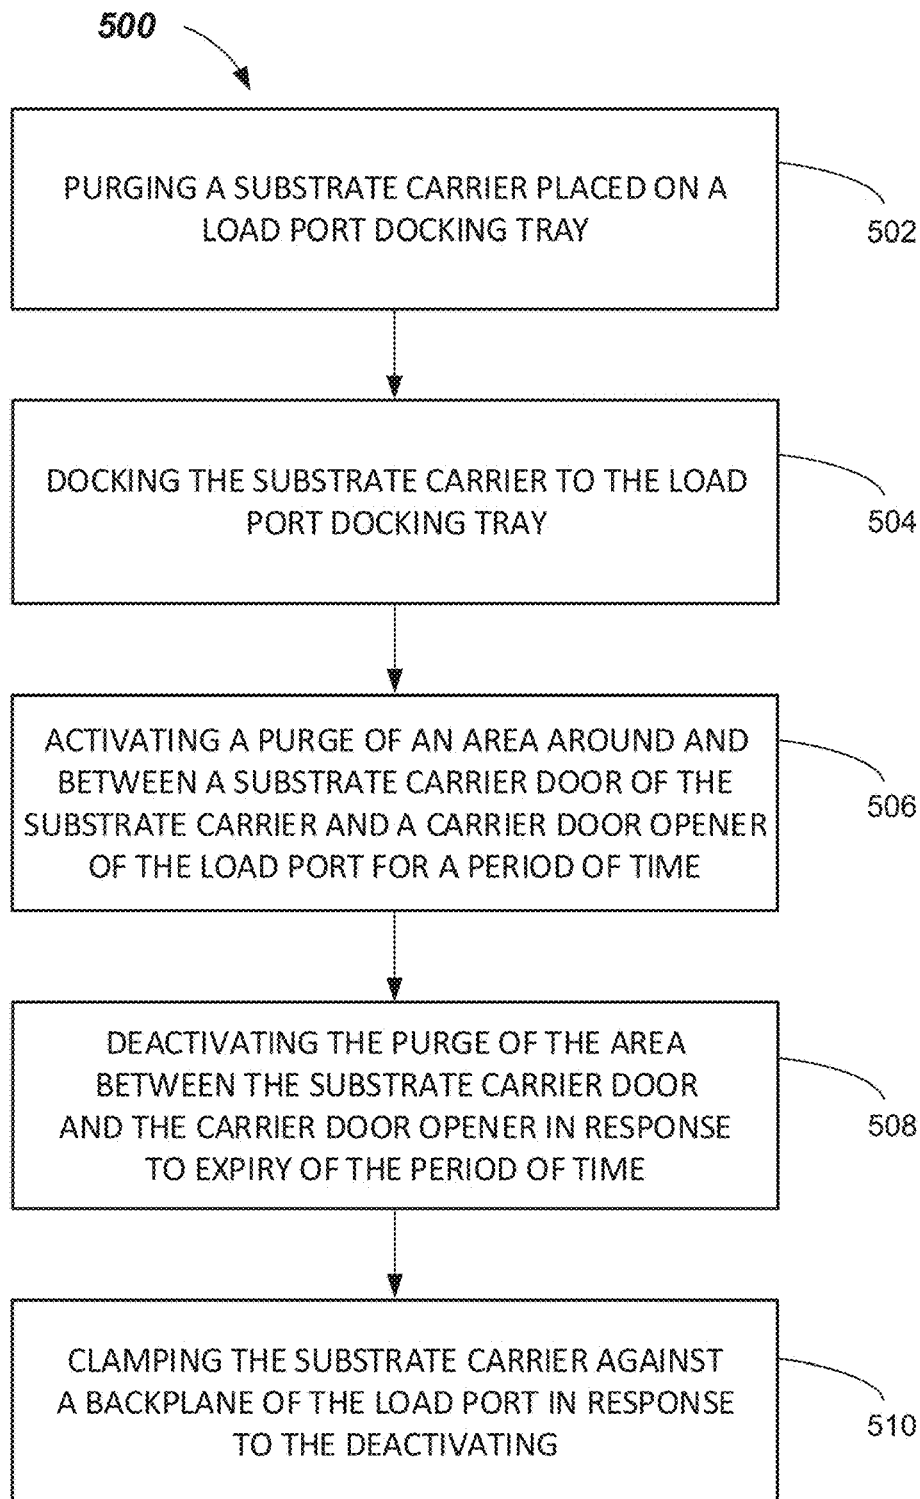 500
PURGING A SUBSTRATE CARRIER PLACED ON A
LOAD PORT DOCKING TRAY
502
DOCKING THE SUBSTRATE CARRIER TO THE LOAD
PORT DOCKING TRAY
504
ACTIVATING A PURGE OF AN AREA AROUND AND
BETWEEN A SUBSTRATE CARRIER DOOR OF THE
SUBSTRATE CARRIER AND A CARRIER DOOR OPENER
OF THE LOAD PORT FOR A PERIOD OF TIME
506
DEACTIVATING THE PURGE OF THE AREA
BETWEEN THE SUBSTRATE CARRIER DOOR
AND THE CARRIER DOOR OPENER IN RESPONSE
TO EXPIRY OF THE PERIOD OF TIME
508
CLAMPING THE SUBSTRATE CARRIER AGAINST
A BACKPLANE OF THE LOAD PORT IN RESPONSE
TO THE DEACTIVATING
510